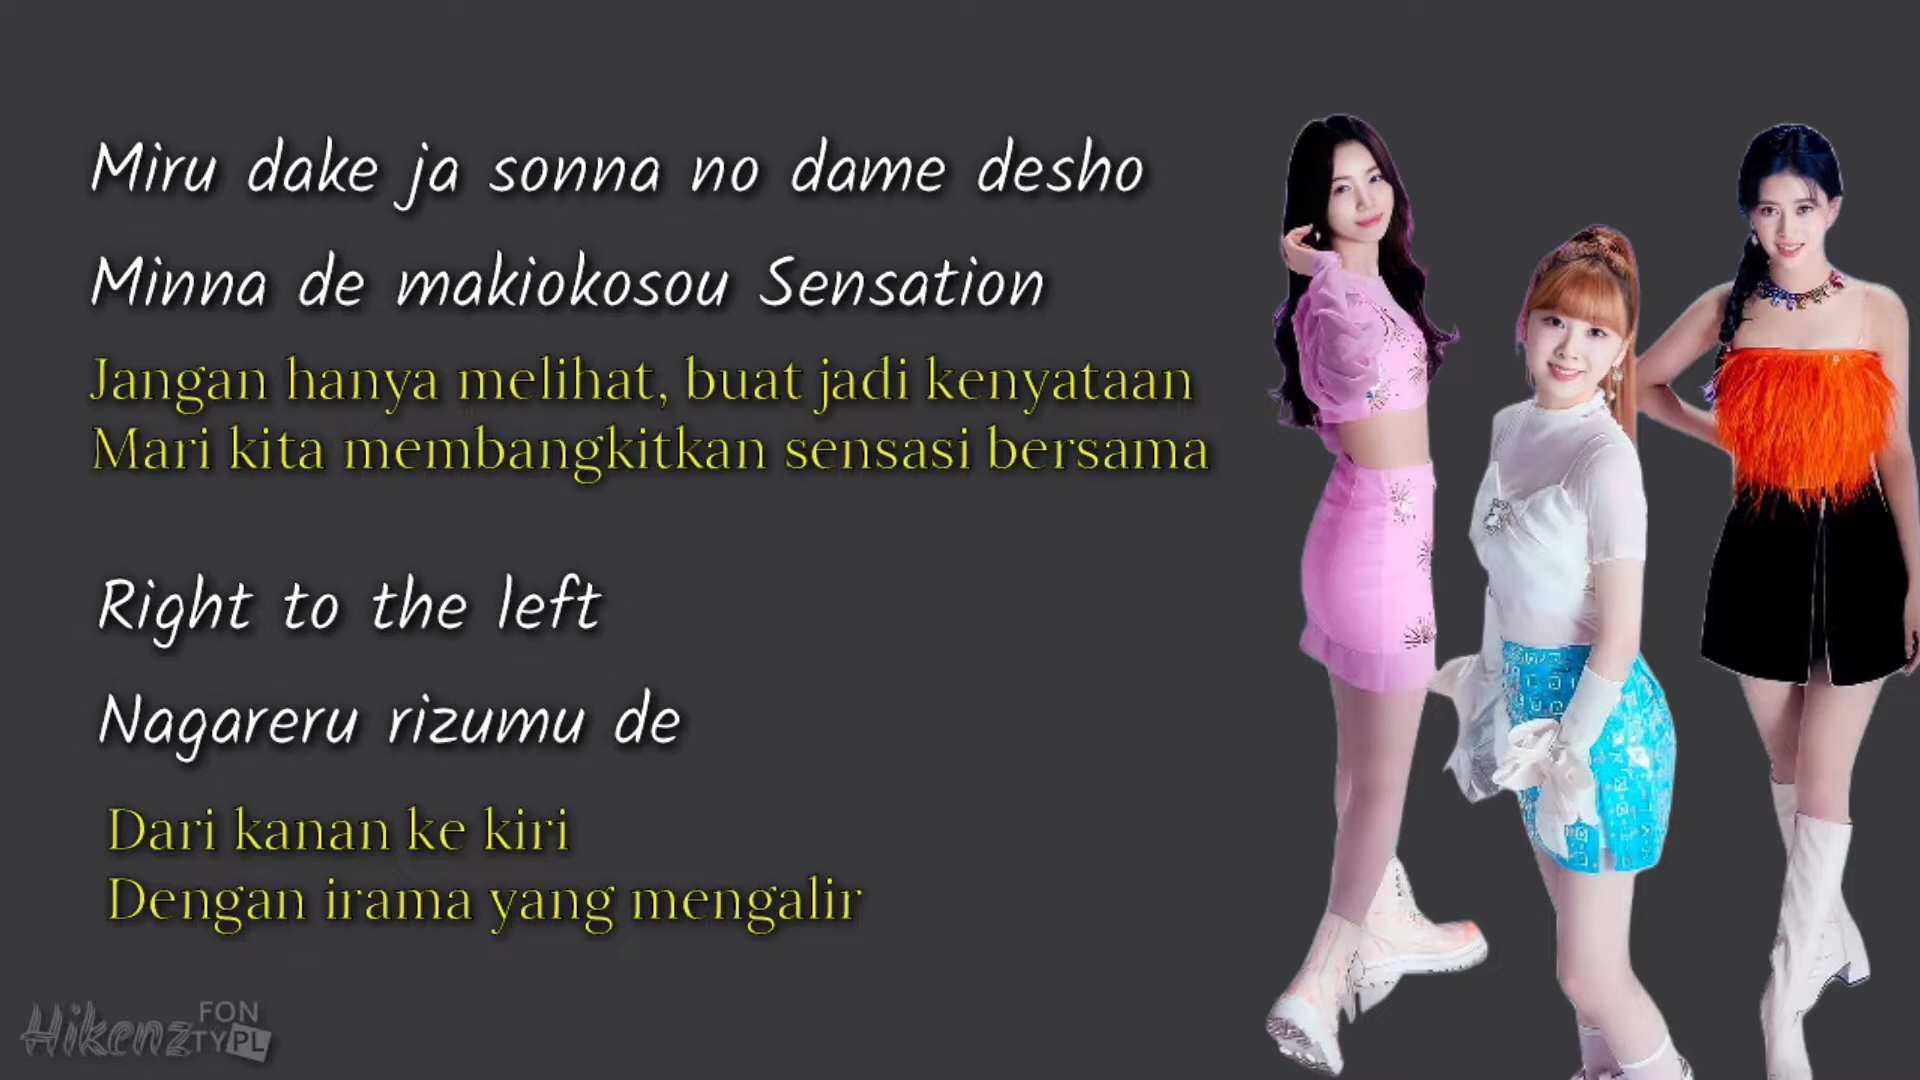 Miru dake ja sonna no dame desho
Minna de makiokosou Sensation
Jangan hanya melihat, buat jadi kenyataan
Mari kita membangkitkan sensasi bersama
Right to the left
Nagareru rizumu de
Dari kanan ke kiri
Dengan irama yang mengalir
Hikenz FON
TYPL